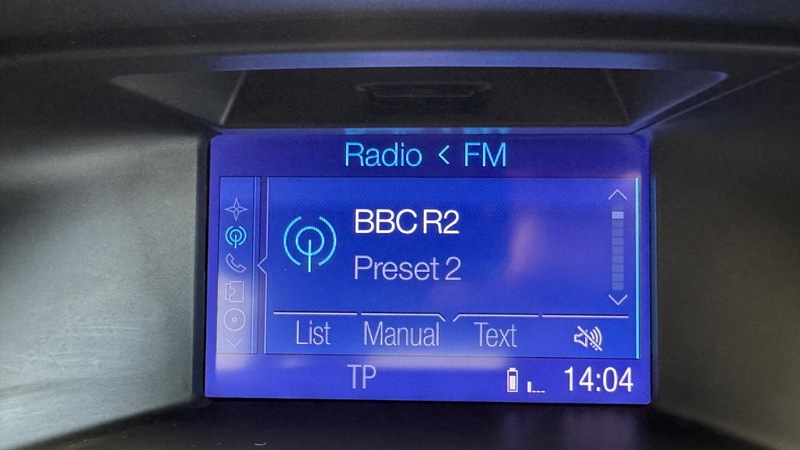 Radio < FM
BBC R2
Preset 2
List Manual Text
TP 14:04